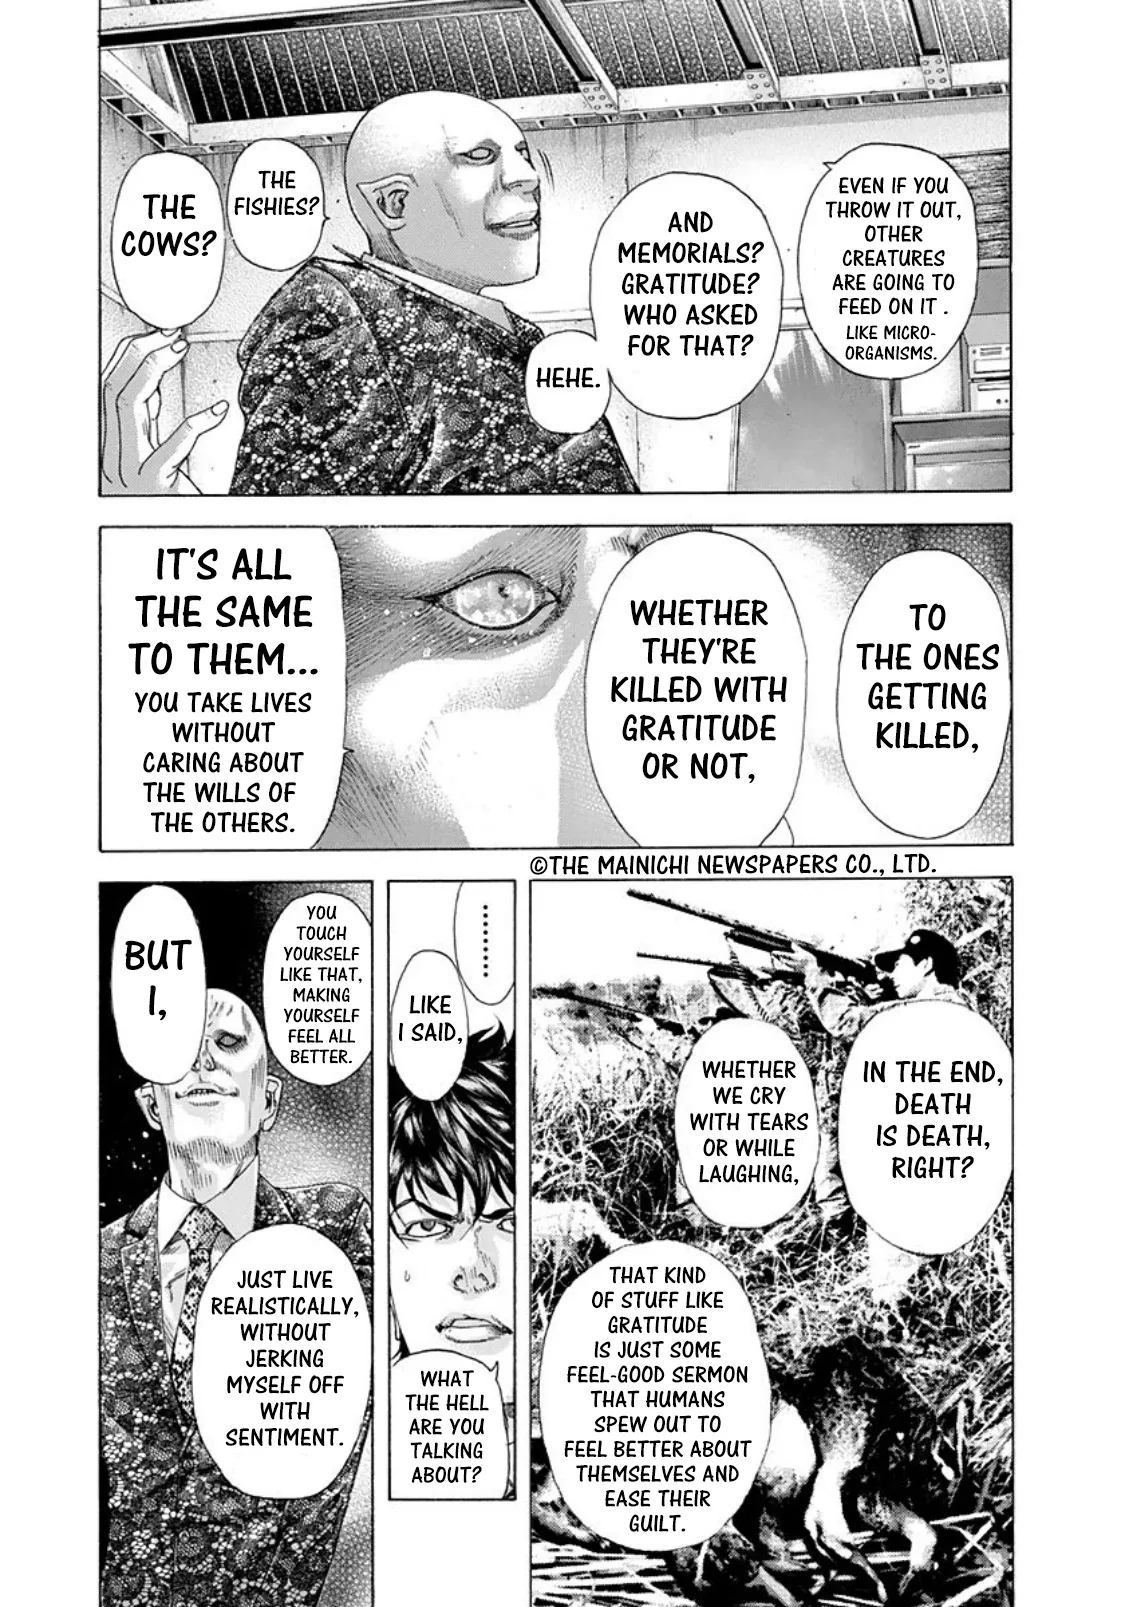 EVEN IF YOU
THROW IT OUT,
OTHER
CREATURES
ARE GOING TO
FEED ON IT .
LIKE MICRO-
ORGANISMS.
AND
MEMORIALS?
GRATITUDE?
WHO ASKED
FOR THAT?
HEHE.
THE
FISHIES?
THE
COWS?
TO
THE ONES
GETTING
KILLED,
WHETHER
THEY'RE
KILLED WITH
GRATITUDE
OR NOT,
IT'S ALL
THE SAME
TO THEM...
YOU TAKE LIVES
WITHOUT
CARING ABOUT
THE WILLS OF
THE OTHERS.
©THE MAINICHI NEWSPAPERS CO., LTD.
IN THE END,
DEATH
IS DEATH,
RIGHT?
WHETHER
WE CRY
WITH TEARS
OR WHILE
LAUGHING,
THAT KIND
OF STUFF LIKE
GRATITUDE
IS JUST SOME
FEEL-GOOD SERMON
THAT HUMANS
SPEW OUT TO
FEEL BETTER ABOUT
THEMSELVES AND
EASE THEIR
GUILT.
........
LIKE
I SAID,
WHAT
THE HELL
ARE YOU
TALKING
ABOUT?
YOU
TOUCH
YOURSELF
LIKE THAT,
MAKING
YOURSELF
FEEL ALL
BETTER.
BUT
I,
JUST LIVE
REALISTICALLY,
WITHOUT
JERKING
MYSELF OFF
WITH
SENTIMENT.